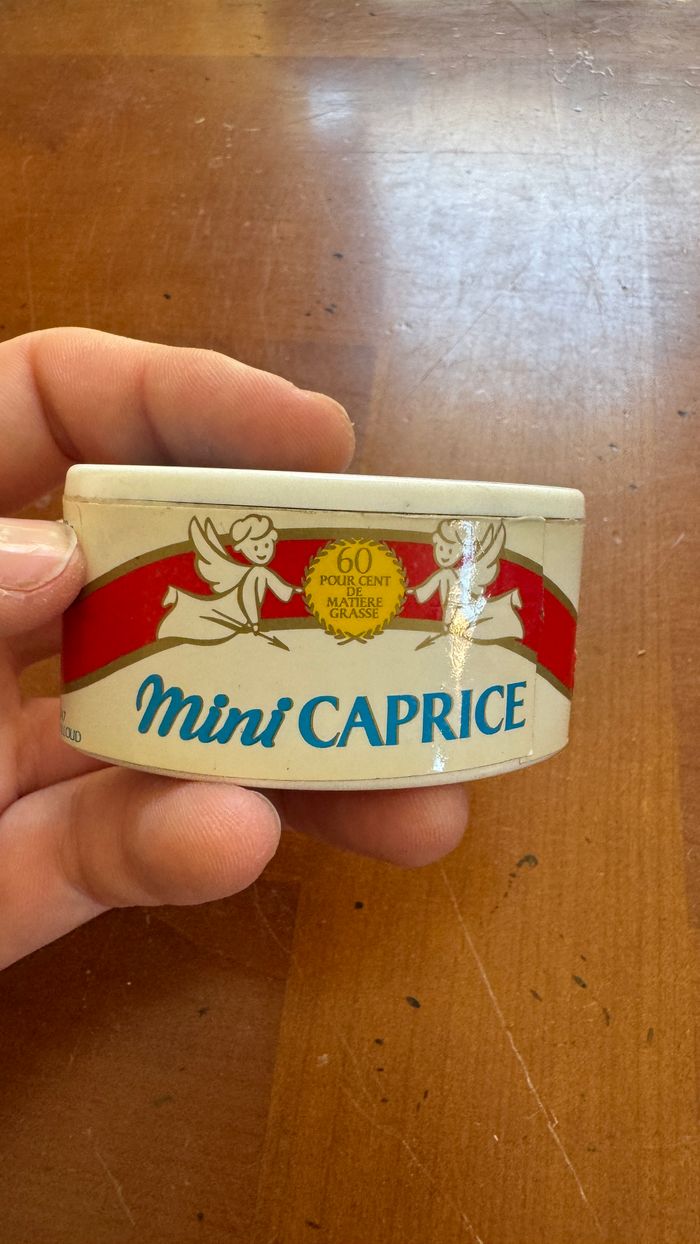 60
POUR CENT
DE
MATIERE
GRASSE
mini CAPRICE